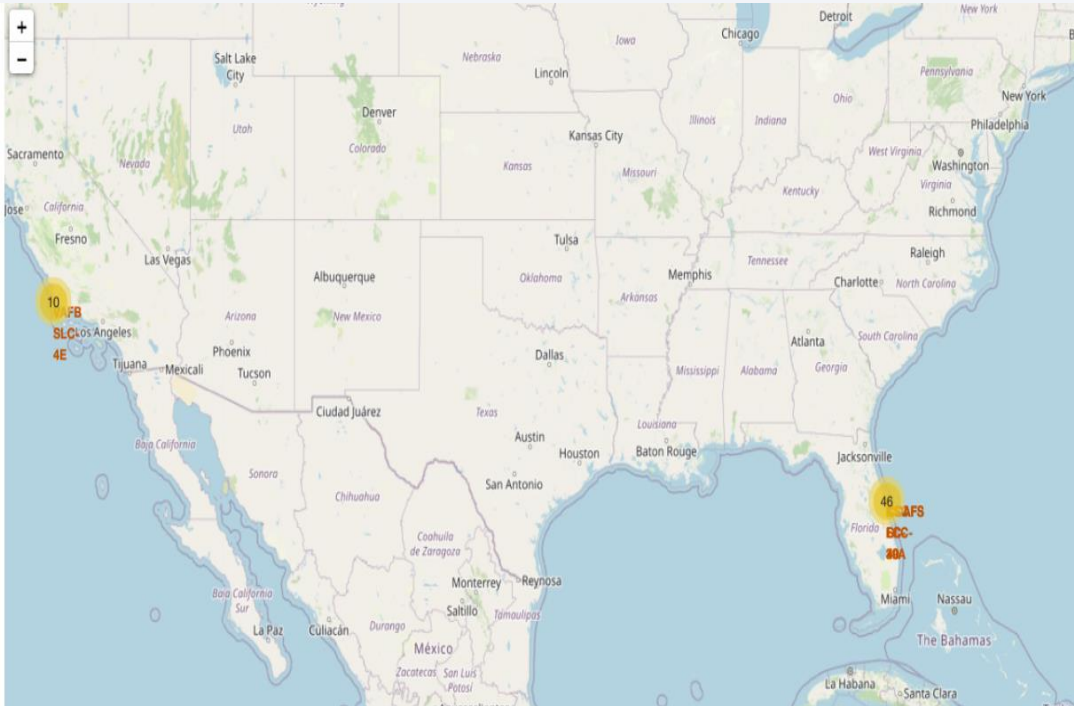 +
−
New York
Detroit
Chicago
Iowa
Nebraska
Salt Lake
City
Lincoln
Pennsylvania
New York
Ohio
Denver
Illinois
Indiana
Philadelphia
Utah
Kansas City
Sacramento
Colorado
West Virginia
Washington
Nevada
Kansas
Missouri
Virginia
Kentucky
Jose
California
Richmond
Fresno
Las Vegas
Tulsa
Raleigh
Tennessee
Albuquerque
Oklahoma
Memphis
Charlotte
North Carolina
10
Arkansas
VAFB
SLC-
4E
Los Angeles
Arizona
New Mexico
South Carolina
Atlanta
Phoenix
Dallas
Tijuana
Mexicali
Tucson
Mississippi
Alabama
Georgia
Ciudad Juárez
Texas
Louisiana
Austin
Baja California
Houston
Baton Rouge
Jacksonville
Sonora
San Antonio
Chihuahua
46
Florida
Coahuila
de Zaragoza
Monterrey
Reynosa
Baja California
Sur
Saltillo
Tamaulipas
Miami
Nassau
La Paz
Culiacán
Durango
The Bahamas
México
Zacatecas
San Luis
Potosí
La Habana
Santa Clara